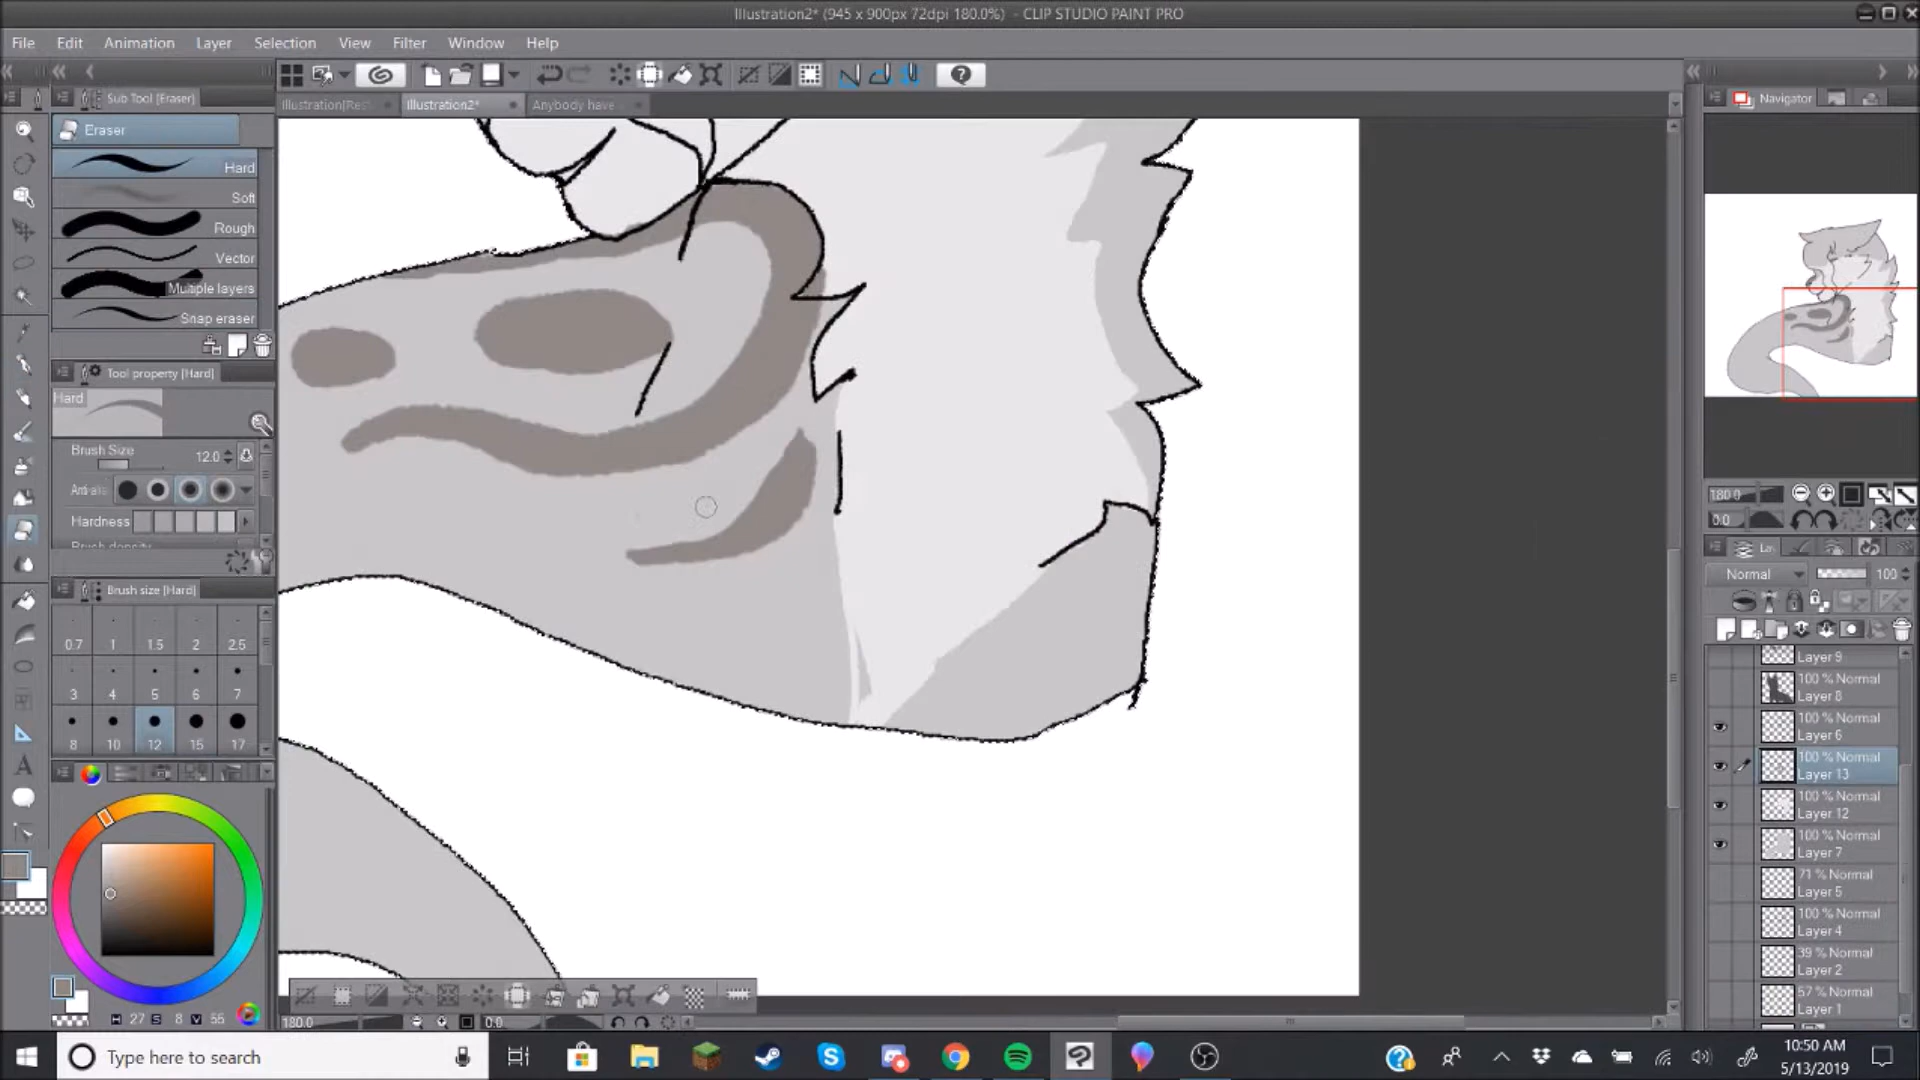 Illustration2* (945 x 900px 72dpi 180.0%) - CLIP STUDIO PAINT PRO
File Edit Animation Layer Selection View Filter Window Help
Sub Tool [Eraser]
Illustration2*
Anybody have
Navigator
Eraser
Hard
Soft
Rough
Vector
Multiple layers
Snap eraser
Tool property [Hard]
Hard
Brush Size 12.0
Hardness
Brush density
Brush size [Hard]
0.7 1 1.5 2 2.5
3 4 5 6 7
8 10 12 15 17
H 27 S 8 V 55
180.0 0.0
180.0
0.0
Normal 100
Layer 9
100 % Normal
Layer 8
100 % Normal
Layer 6
100 % Normal
Layer 13
100 % Normal
Layer 12
100 % Normal
Layer 7
71 % Normal
Layer 5
100 % Normal
Layer 4
39 % Normal
Layer 2
57 % Normal
Layer 1
Type here to search
10:50 AM
5/13/2019